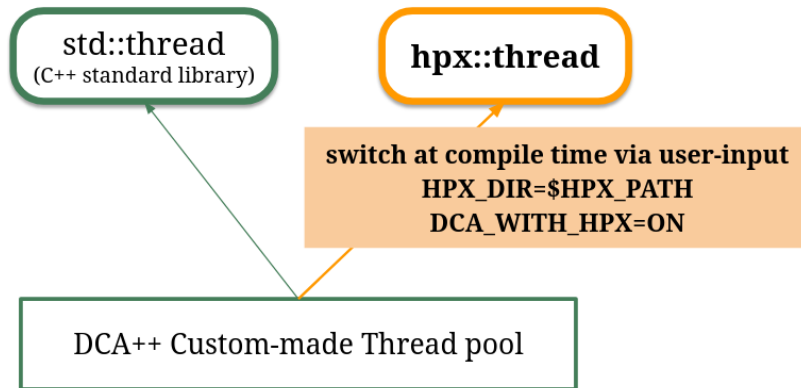 std::thread
(C++ standard library)
hpx::thread
switch at compile time via user-input
HPX_DIR=$HPX_PATH
DCA_WITH_HPX=ON
DCA++ Custom-made Thread pool